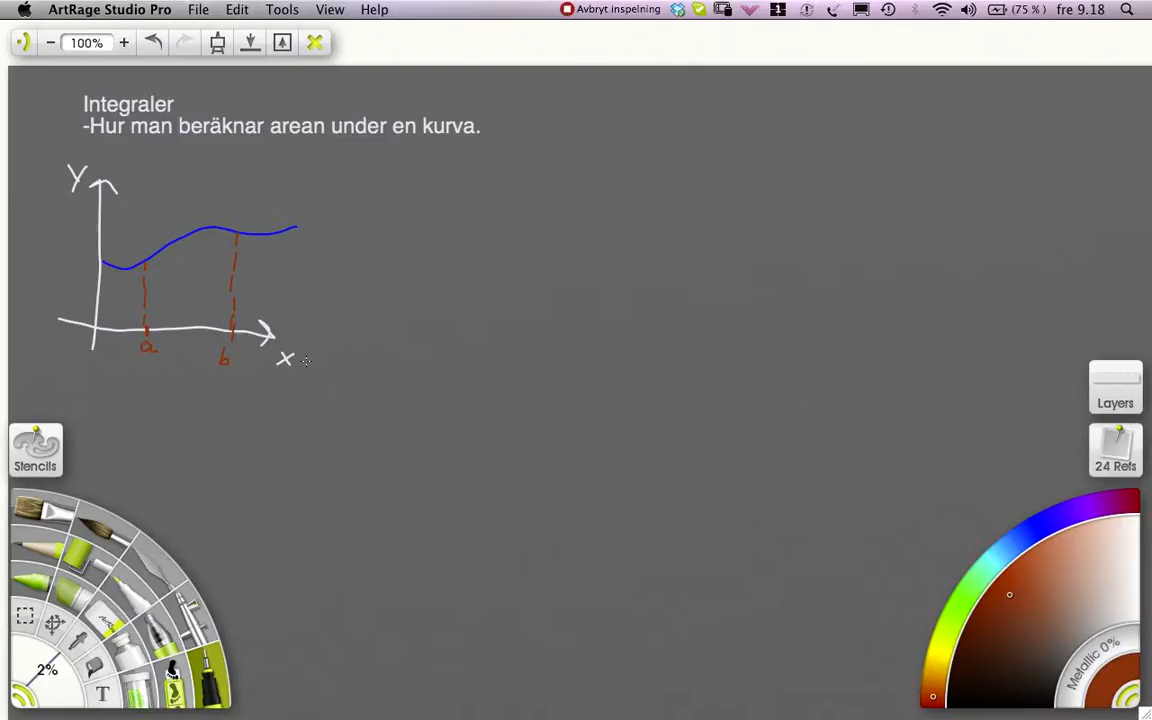 ArtRage Studio Pro File Edit Tools View Help Avbryt inspelning 1 (75 %) fre 9.18
100%
Integraler
-Hur man beräknar arean under en kurva.
Y
a
b
x
Layers
Stencils
24 Refs
2%
T
Metallic 0%